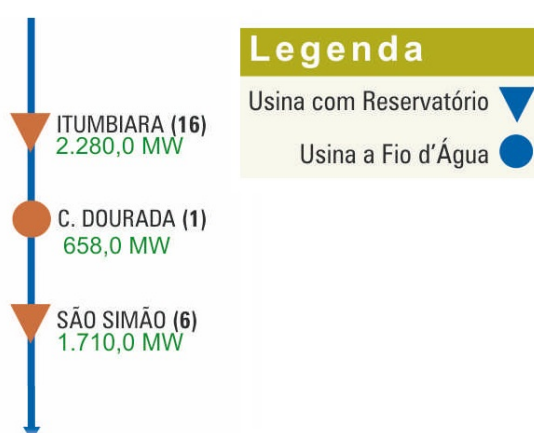 Legenda
Usina com Reservatório
Usina a Fio d'Água
ITUMBIARA (16)
2.280,0 MW
C. DOURADA (1)
658,0 MW
SÃO SIMÃO (6)
1.710,0 MW